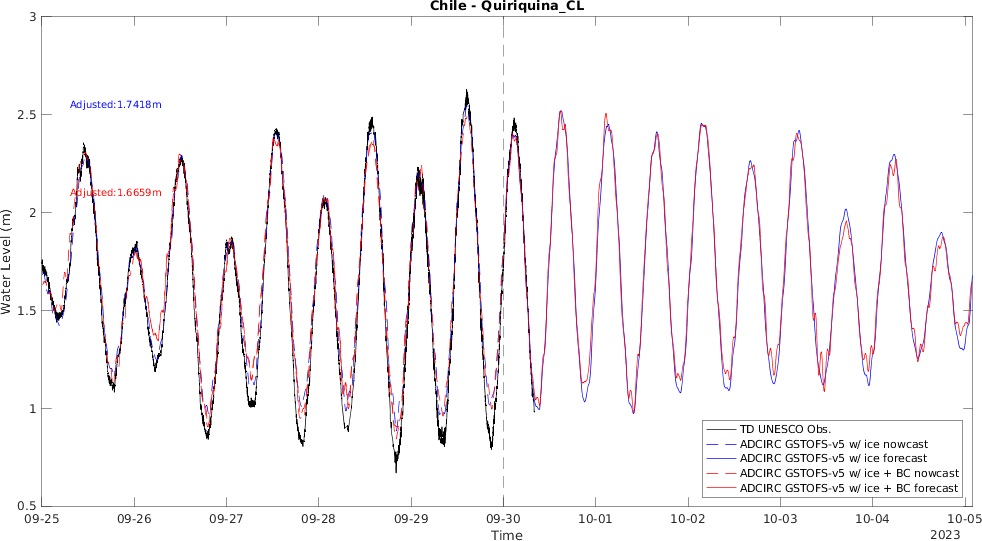 Chile - Quiriquina_CL
3
2.5
2
1.5
1
0.5
Water Level (m)
Adjusted:1.7418m
Adjusted:1.6659m
TD UNESCO Obs.
ADCIRC GSTOFS-v5 w/ ice nowcast
ADCIRC GSTOFS-v5 w/ ice forecast
ADCIRC GSTOFS-v5 w/ ice + BC nowcast
ADCIRC GSTOFS-v5 w/ ice + BC forecast
09-25 09-26 09-27 09-28 09-29 09-30 10-01 10-02 10-03 10-04 10-05
Time
2023